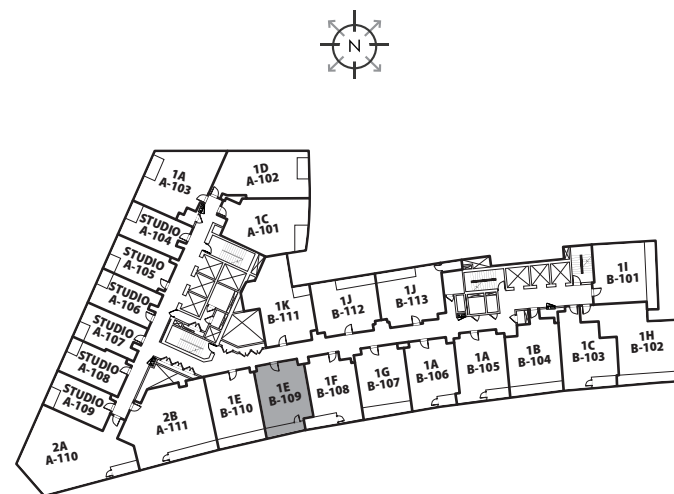 N
1D
A-102
1A
A-103
1C
A-101
STUDIO
A-104
STUDIO
A-105
STUDIO
A-106
STUDIO
A-107
STUDIO
A-108
STUDIO
A-109
2A
A-110
2B
A-111
1K
B-111
1J
B-112
1J
B-113
1I
B-101
1E
B-110
1E
B-109
1F
B-108
1G
B-107
1A
B-106
1A
B-105
1B
B-104
1C
B-103
1H
B-102